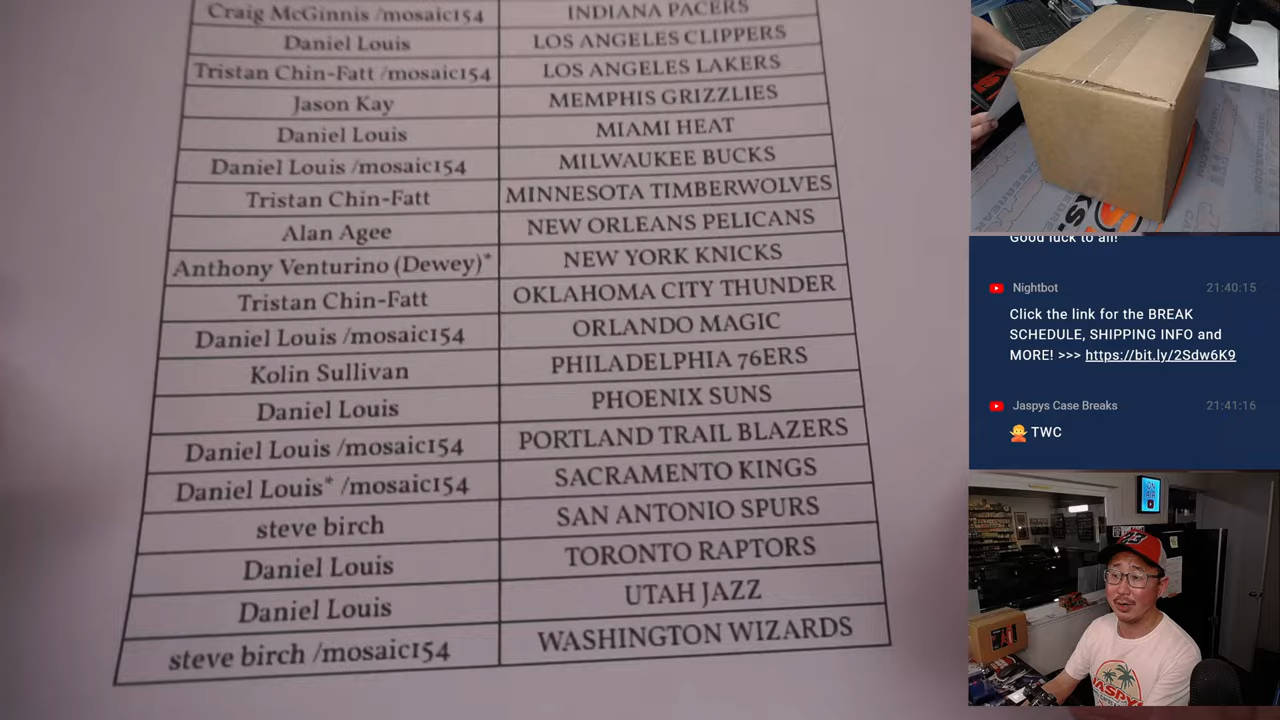 Craig McGinnis /mosaic154 INDIANA PACERS
Daniel Louis LOS ANGELES CLIPPERS
Tristan Chin-Fatt /mosaic154 LOS ANGELES LAKERS
Jason Kay MEMPHIS GRIZZLIES
Daniel Louis MIAMI HEAT
Daniel Louis /mosaic154 MILWAUKEE BUCKS
Tristan Chin-Fatt MINNESOTA TIMBERWOLVES
Alan Agee NEW ORLEANS PELICANS
Anthony Venturino (Dewey)* NEW YORK KNICKS
Tristan Chin-Fatt OKLAHOMA CITY THUNDER
Daniel Louis /mosaic154 ORLANDO MAGIC
Kolin Sullivan PHILADELPHIA 76ERS
Daniel Louis PHOENIX SUNS
Daniel Louis /mosaic154 PORTLAND TRAIL BLAZERS
Daniel Louis* /mosaic154 SACRAMENTO KINGS
steve birch SAN ANTONIO SPURS
Daniel Louis TORONTO RAPTORS
Daniel Louis UTAH JAZZ
steve birch /mosaic154 WASHINGTON WIZARDS
Good luck to all!
Nightbot 21:40:15
Click the link for the BREAK
SCHEDULE, SHIPPING INFO and
MORE! >>> https://bit.ly/2Sdw6K9
Jaspys Case Breaks 21:41:16
🙅 TWC
ON AIR
JASPY'S